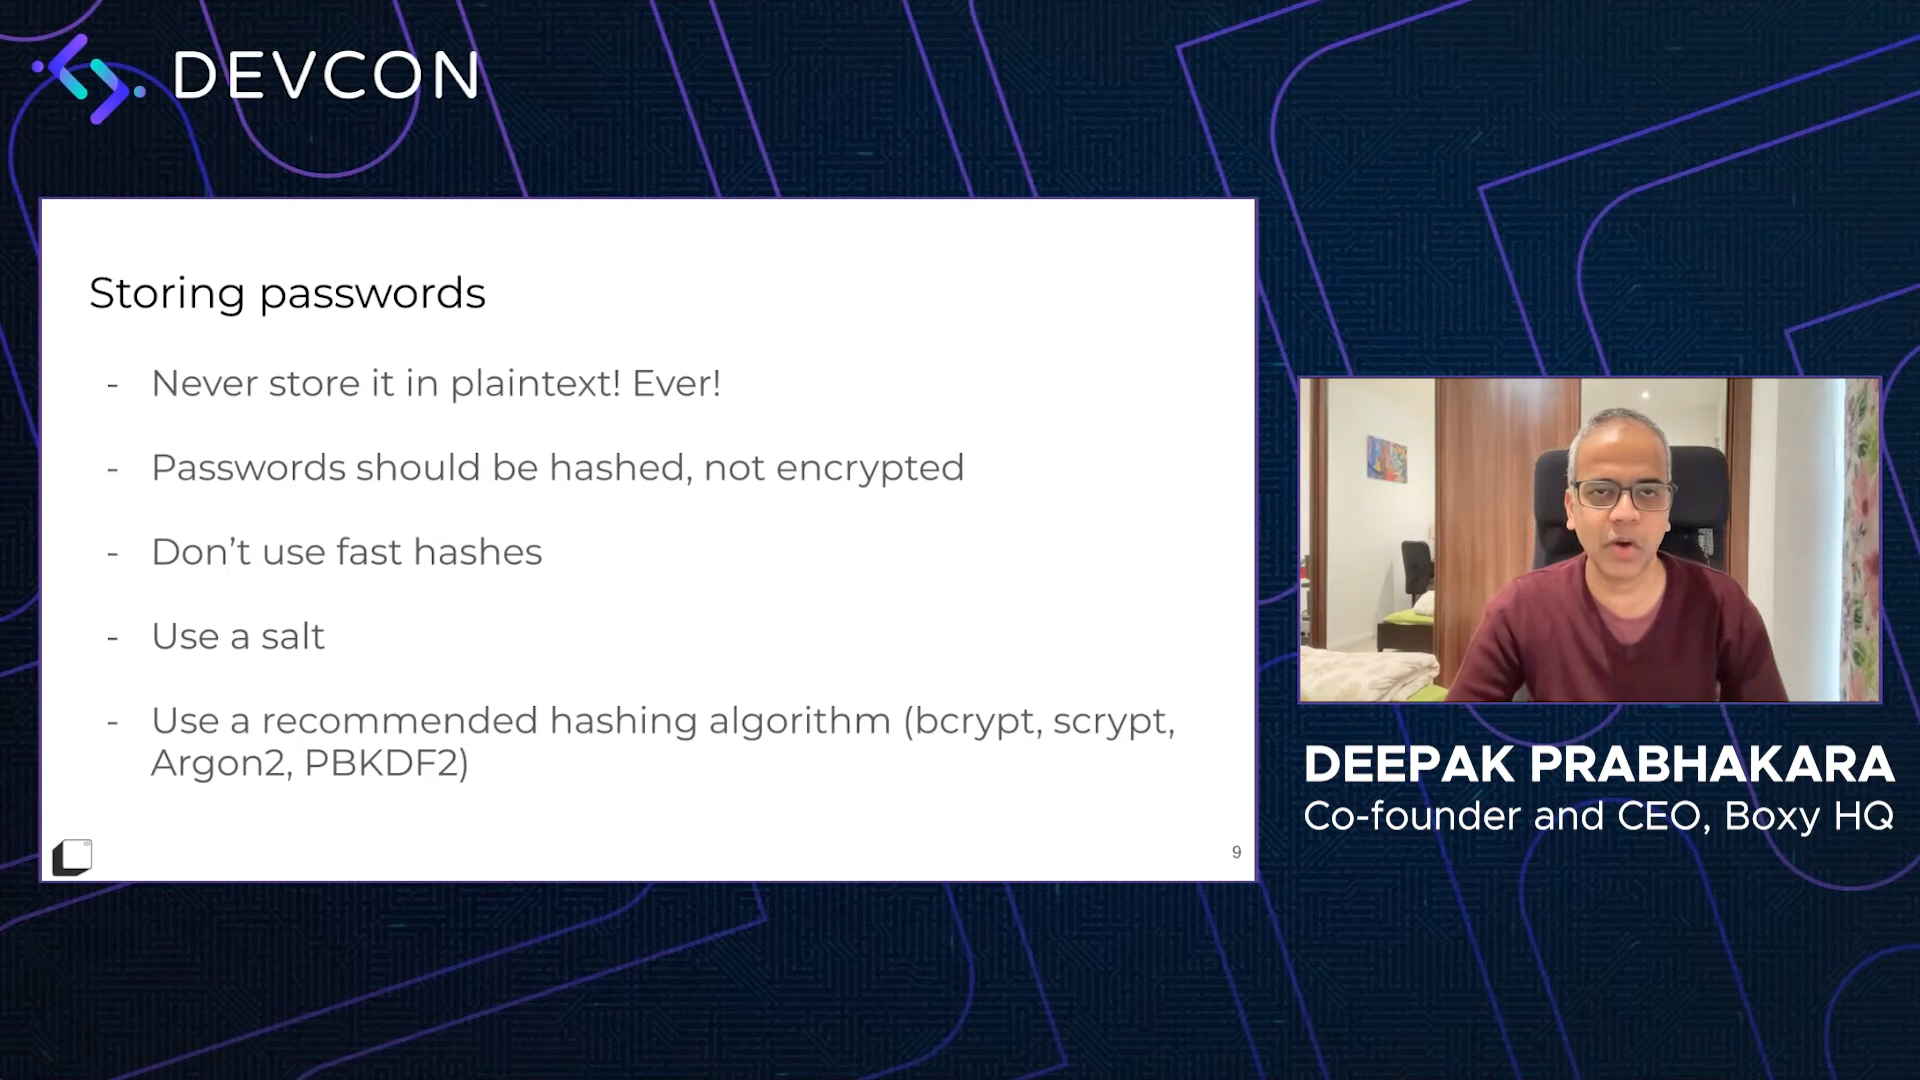 DEVCON
Storing passwords
- Never store it in plaintext! Ever!
- Passwords should be hashed, not encrypted
- Don’t use fast hashes
- Use a salt
- Use a recommended hashing algorithm (bcrypt, scrypt,
Argon2, PBKDF2)
9
DEEPAK PRABHAKARA
Co-founder and CEO, Boxy HQ